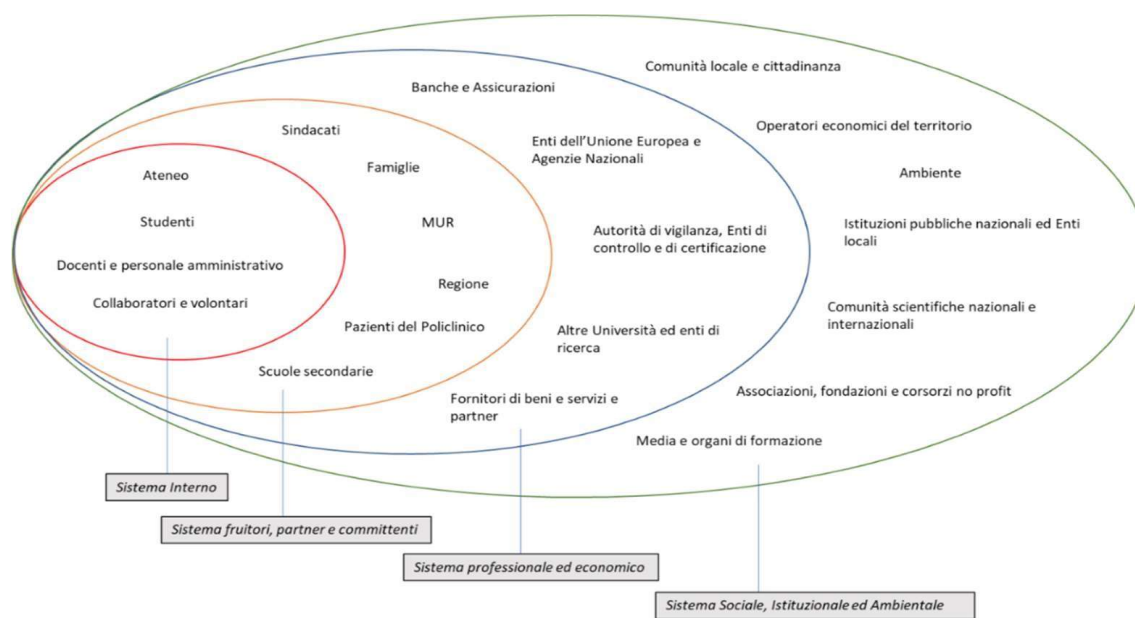 Comunità locale e cittadinanza
Banche e Assicurazioni
Operatori economici del territorio
Sindacati
Enti dell’Unione Europea e
Agenzie Nazionali
Famiglie
Ateneo
Ambiente
Studenti
MUR
Istituzioni pubbliche nazionali ed Enti
locali
Autorità di vigilanza, Enti di
controllo e di certificazione
Docenti e personale amministrativo
Regione
Collaboratori e volontari
Comunità scientifiche nazionali e
internazionali
Pazienti del Policlinico
Altre Università ed enti di
ricerca
Scuole secondarie
Associazioni, fondazioni e corsorzi no profit
Fornitori di beni e servizi e
partner
Media e organi di formazione
Sistema Interno
Sistema fruitori, partner e committenti
Sistema professionale ed economico
Sistema Sociale, Istituzionale ed Ambientale